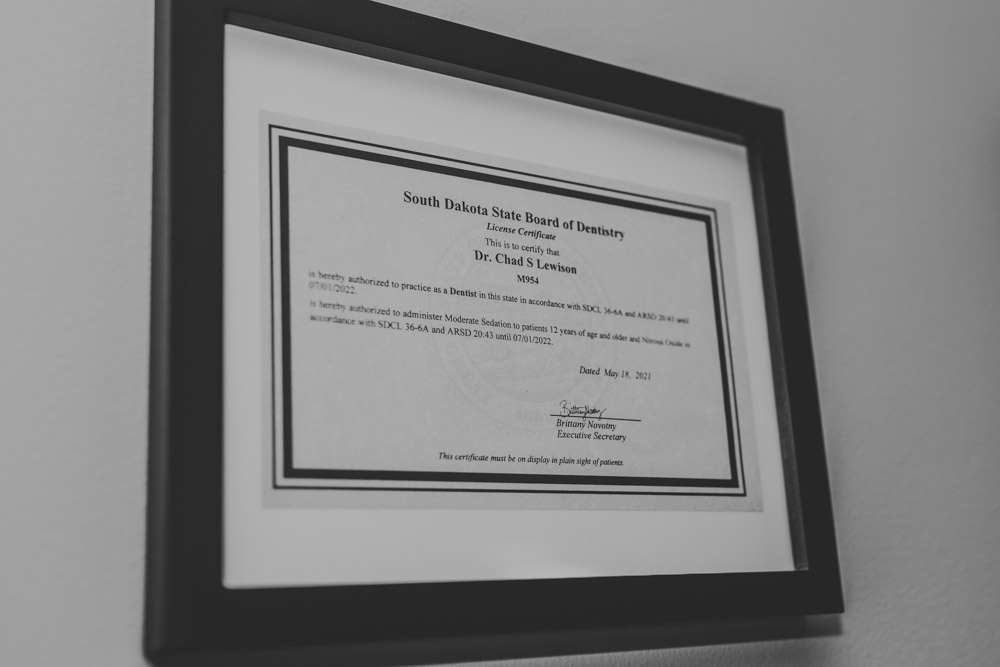 South Dakota State Board of Dentistry
License Certificate
This is to certify that
Dr. Chad S Lewison
M954
is hereby authorized to practice as a Dentist in this state in accordance with SDCL 36-6A and ARSD 20:43 until
07/01/2022.
is hereby authorized to administer Moderate Sedation to patients 12 years of age and older and Nitrous Oxide in
accordance with SDCL 36-6A and ARSD 20:43 until 07/01/2022.
Dated May 18, 2021
Brittany Novotny
Brittany Novotny
Executive Secretary
This certificate must be on display in plain sight of patients.